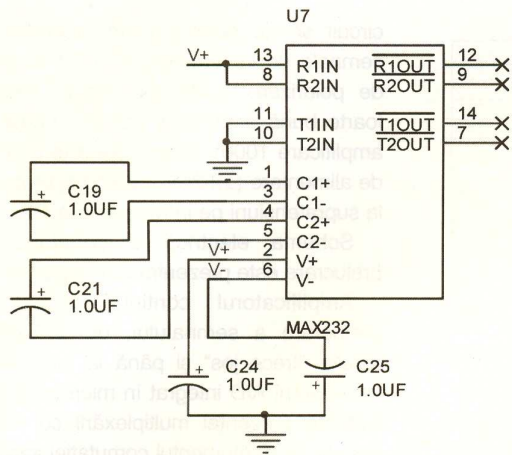 U7
V+ 13 R1IN R1OUT 12
8 R2IN R2OUT 9
11 T1IN T1OUT 14
10 T2IN T2OUT 7
1 C1+
3 C1-
4 C2+
5 C2-
V+ 2 V+
V- 6 V-
+ C19
1.0UF
+ C21
1.0UF
MAX232
+ C24
1.0UF
C25
+ 1.0UF